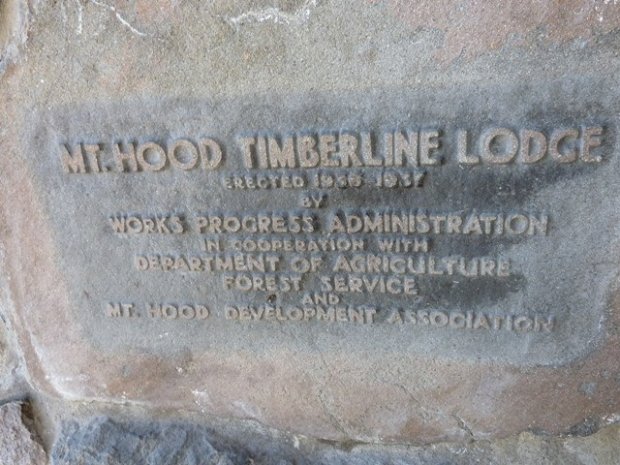 MT. HOOD TIMBERLINE LODGE
ERECTED 1936-1937
BY
WORKS PROGRESS ADMINISTRATION
IN COOPERATION WITH
DEPARTMENT OF AGRICULTURE
FOREST SERVICE
AND
MT. HOOD DEVELOPMENT ASSOCIATION